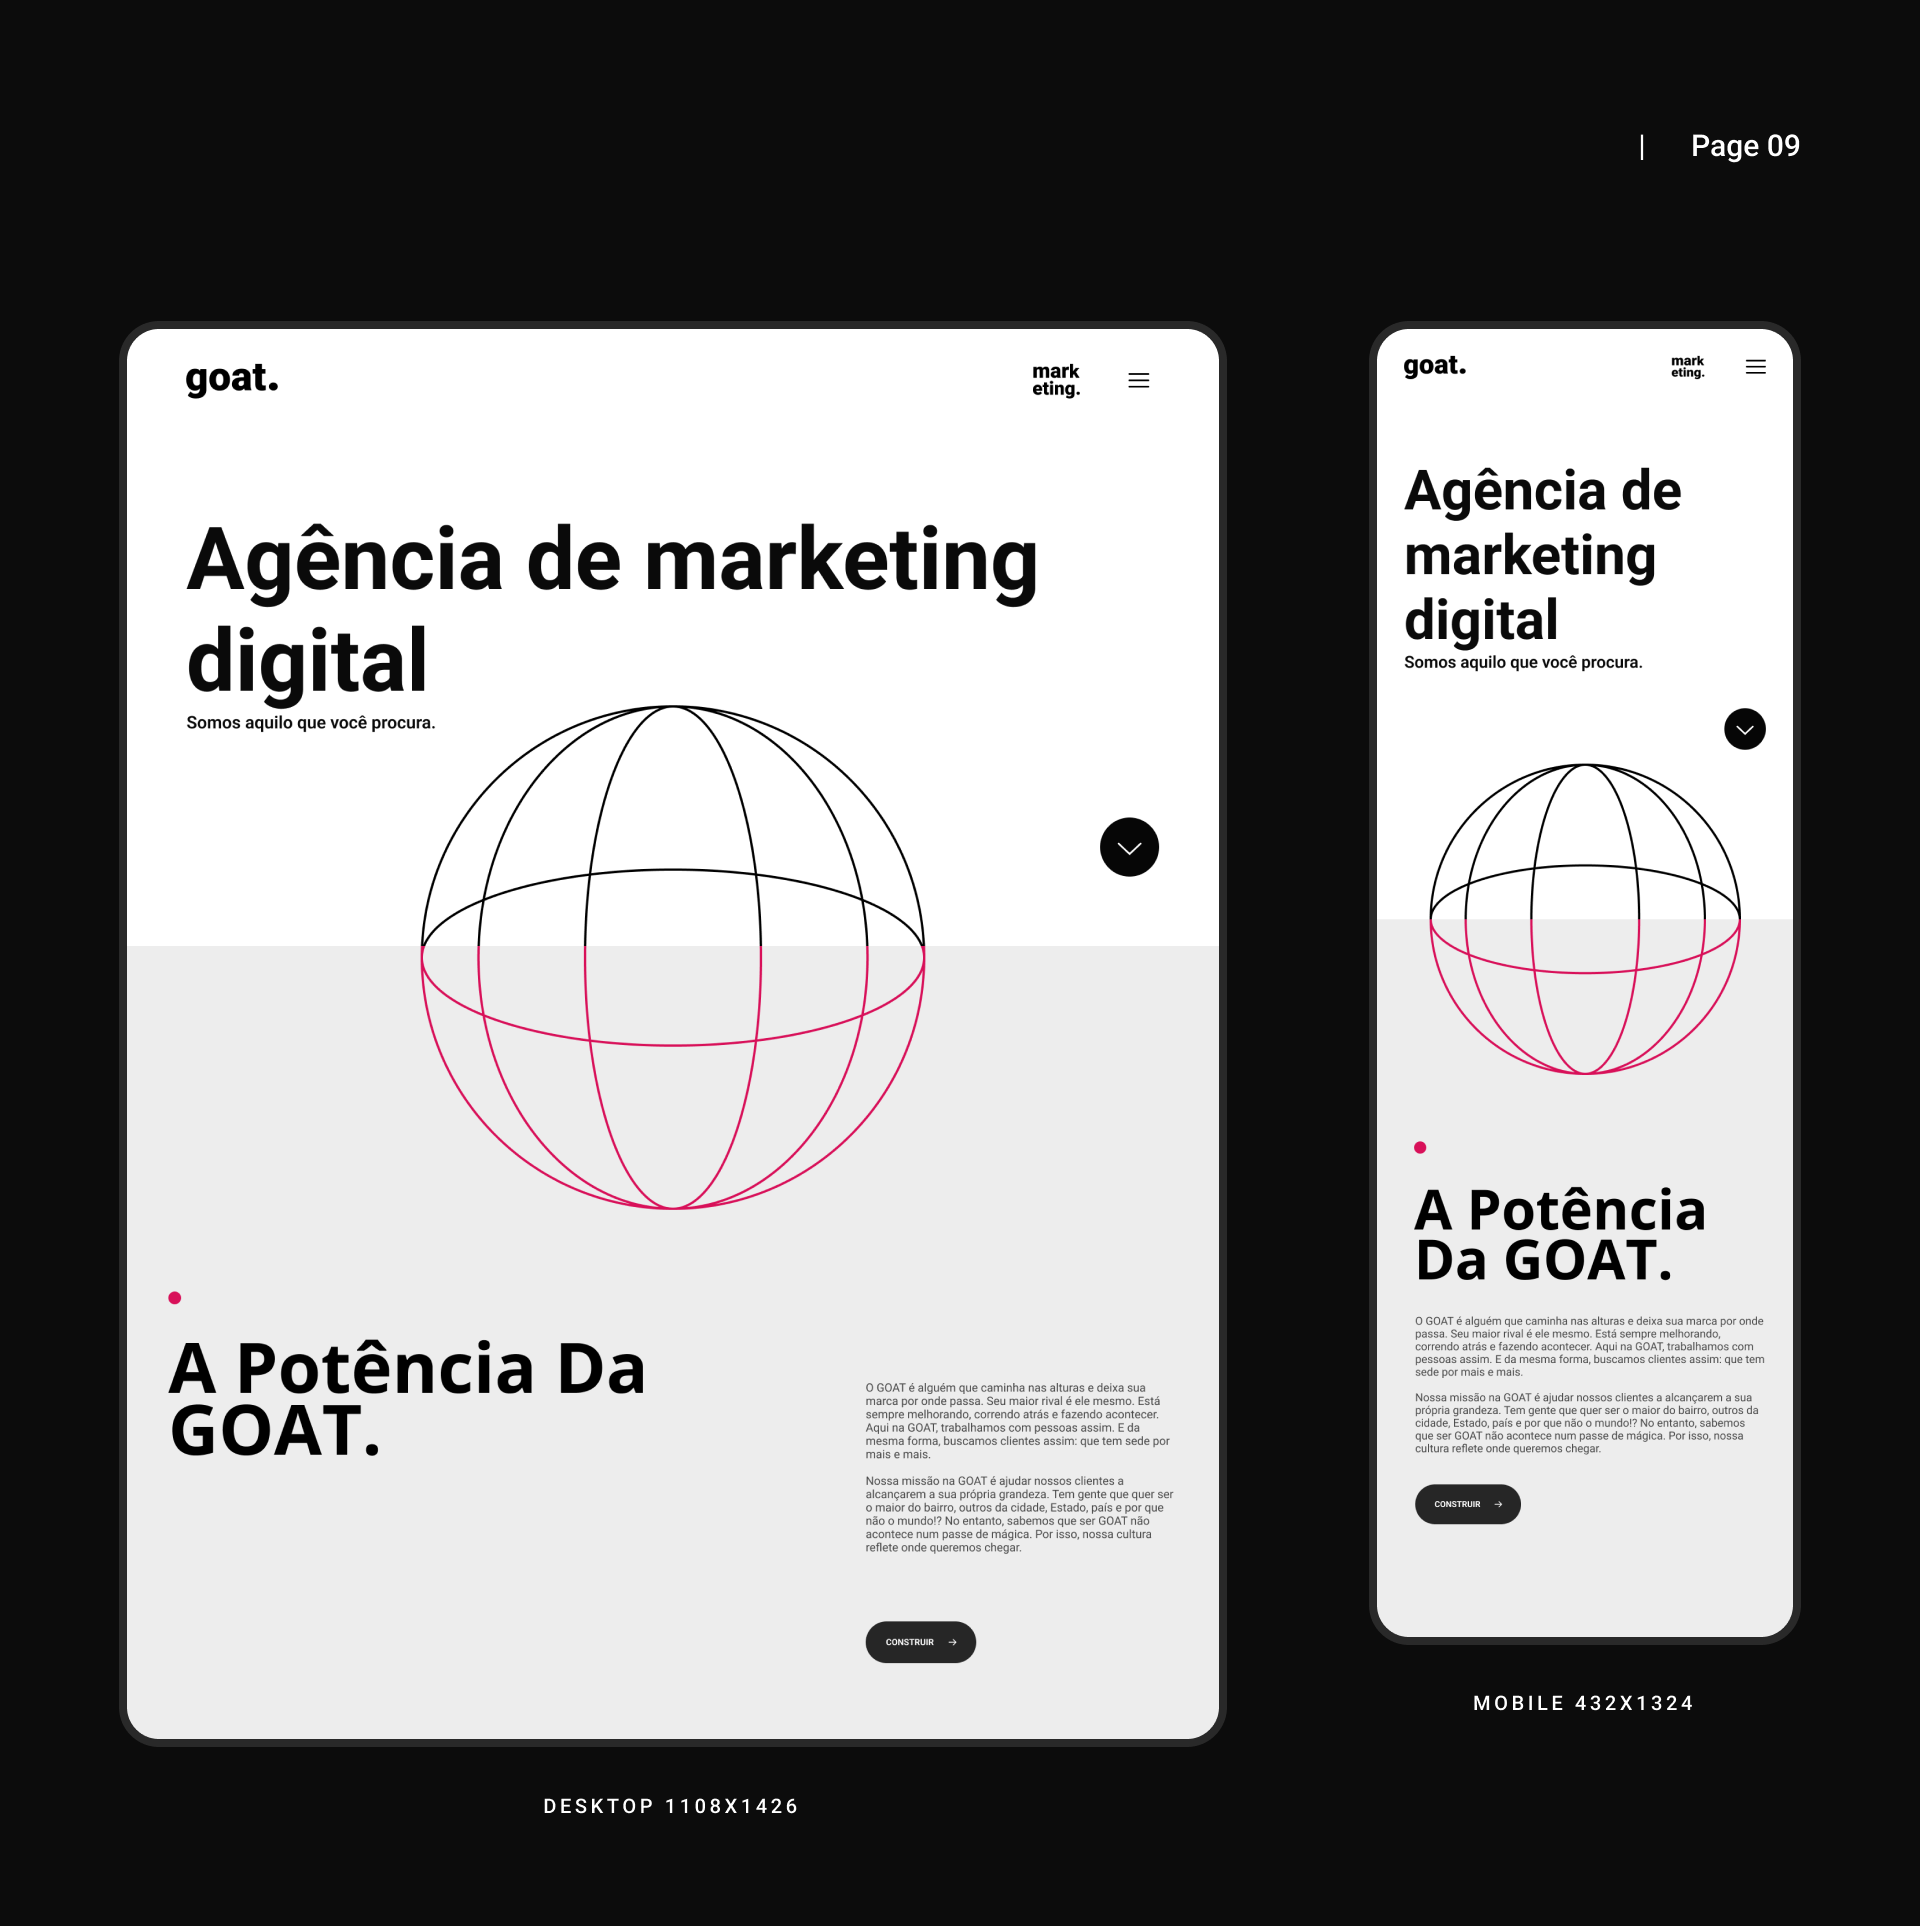 | Page 09
goat.
mark
eting.
Agência de marketing
digital
Somos aquilo que você procura.
A Potência Da
GOAT.
O GOAT é alguém que caminha nas alturas e deixa sua
marca por onde passa. Seu maior rival é ele mesmo. Está
sempre melhorando, correndo atrás e fazendo acontecer.
Aqui na GOAT, trabalhamos com pessoas assim. E da
mesma forma, buscamos clientes assim: que tem sede por
mais e mais.
Nossa missão na GOAT é ajudar nossos clientes a
alcançarem a sua própria grandeza. Tem gente que quer ser
o maior do bairro, outros da cidade, Estado, país e por que
não o mundo!? No entanto, sabemos que ser GOAT não
acontece num passe de mágica. Por isso, nossa cultura
reflete onde queremos chegar.
CONSTRUIR
DESKTOP 1108X1426
goat.
mark
eting.
Agência de
marketing
digital
Somos aquilo que você procura.
A Potência
Da GOAT.
O GOAT é alguém que caminha nas alturas e deixa sua marca por onde
passa. Seu maior rival é ele mesmo. Está sempre melhorando,
correndo atrás e fazendo acontecer. Aqui na GOAT, trabalhamos com
pessoas assim. E da mesma forma, buscamos clientes assim: que tem
sede por mais e mais.
Nossa missão na GOAT é ajudar nossos clientes a alcançarem a sua
própria grandeza. Tem gente que quer ser o maior do bairro, outros da
cidade, Estado, país e por que não o mundo!? No entanto, sabemos
que ser GOAT não acontece num passe de mágica. Por isso, nossa
cultura reflete onde queremos chegar.
CONSTRUIR
MOBILE 432X1324